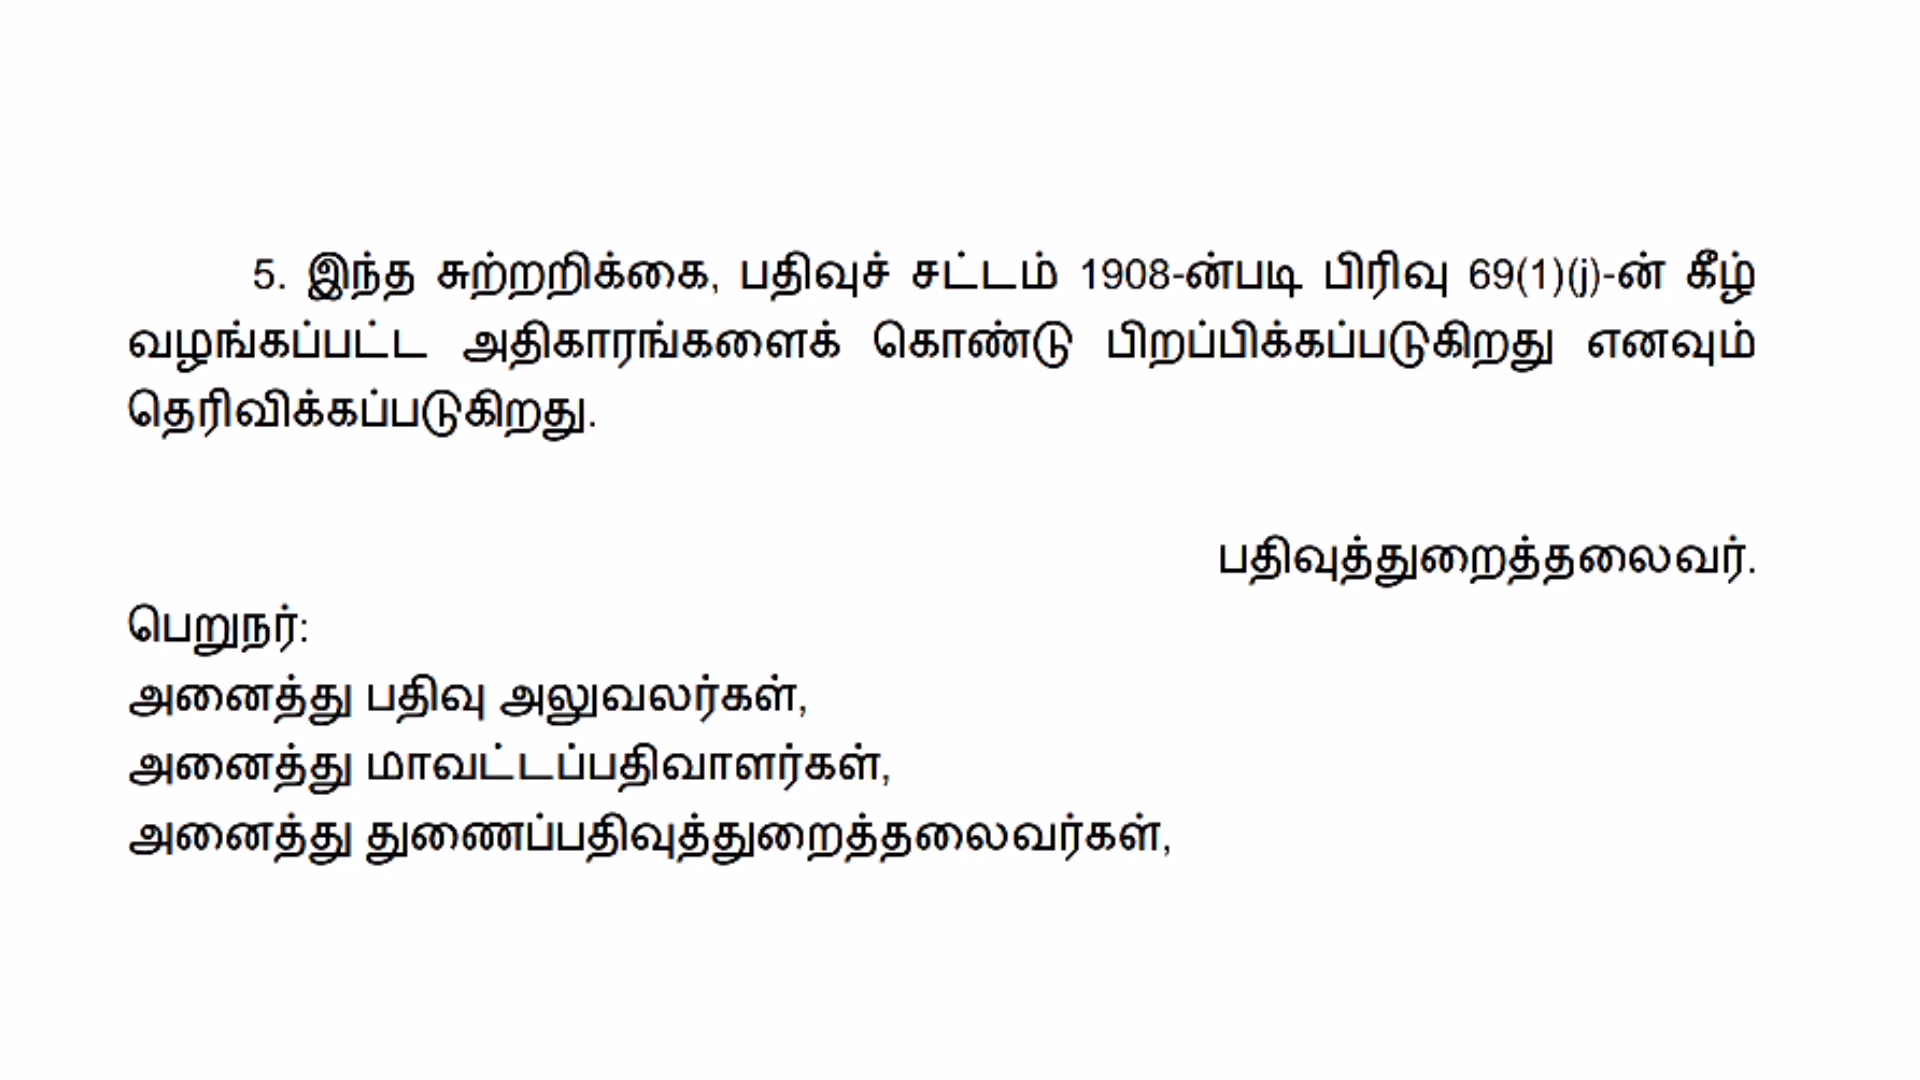 5. இந்த சுற்றறிக்கை, பதிவுச் சட்டம் 1908-ன்படி பிரிவு 69(1)(j)-ன் கீழ்
வழங்கப்பட்ட அதிகாரங்களைக் கொண்டு பிறப்பிக்கப்படுகிறது எனவும்
தெரிவிக்கப்படுகிறது.
பதிவுத்துறைத்தலைவர்.
பெறுநர்:
அனைத்து பதிவு அலுவலர்கள்,
அனைத்து மாவட்டப்பதிவாளர்கள்,
அனைத்து துணைப்பதிவுத்துறைத்தலைவர்கள்,